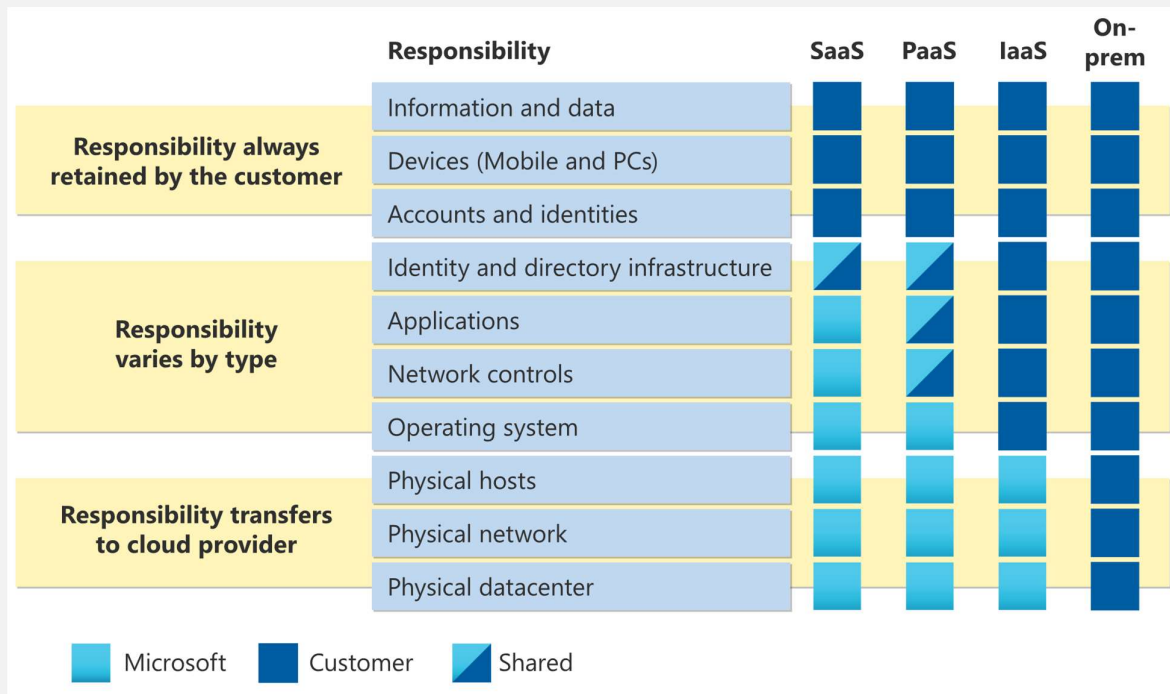 Responsibility SaaS PaaS IaaS On-
prem
Responsibility always
retained by the customer
Information and data
Devices (Mobile and PCs)
Accounts and identities
Responsibility
varies by type
Identity and directory infrastructure
Applications
Network controls
Operating system
Responsibility transfers
to cloud provider
Physical hosts
Physical network
Physical datacenter
Microsoft Customer Shared